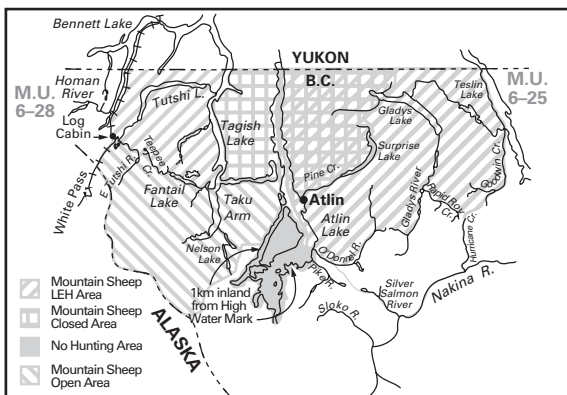 Bennett Lake
YUKON
B.C.
M.U.
6–28
Homan
River
Log
Cabin
Tutshi L.
Teslin
Lake
M.U.
6–25
Gladys
Lake
Tagish
Lake
Surprise
Lake
Teepee
Cr.
Pine Cr.
Goodwin Cr.
White Pass
E. Tutshi R.
Fantail
Lake
Taku
Arm
Atlin
Atlin
Lake
Gladys River
Rapid Roy
Cr.
Hurricane Cr.
O'Donnel R.
Nelson
Lake
Pike R.
Silver
Salmon
River
Nakina R.
Sloko R.
1km inland
from High
Water Mark
ALASKA
Mountain Sheep
LEH Area
Mountain Sheep
Closed Area
No Hunting Area
Mountain Sheep
Open Area